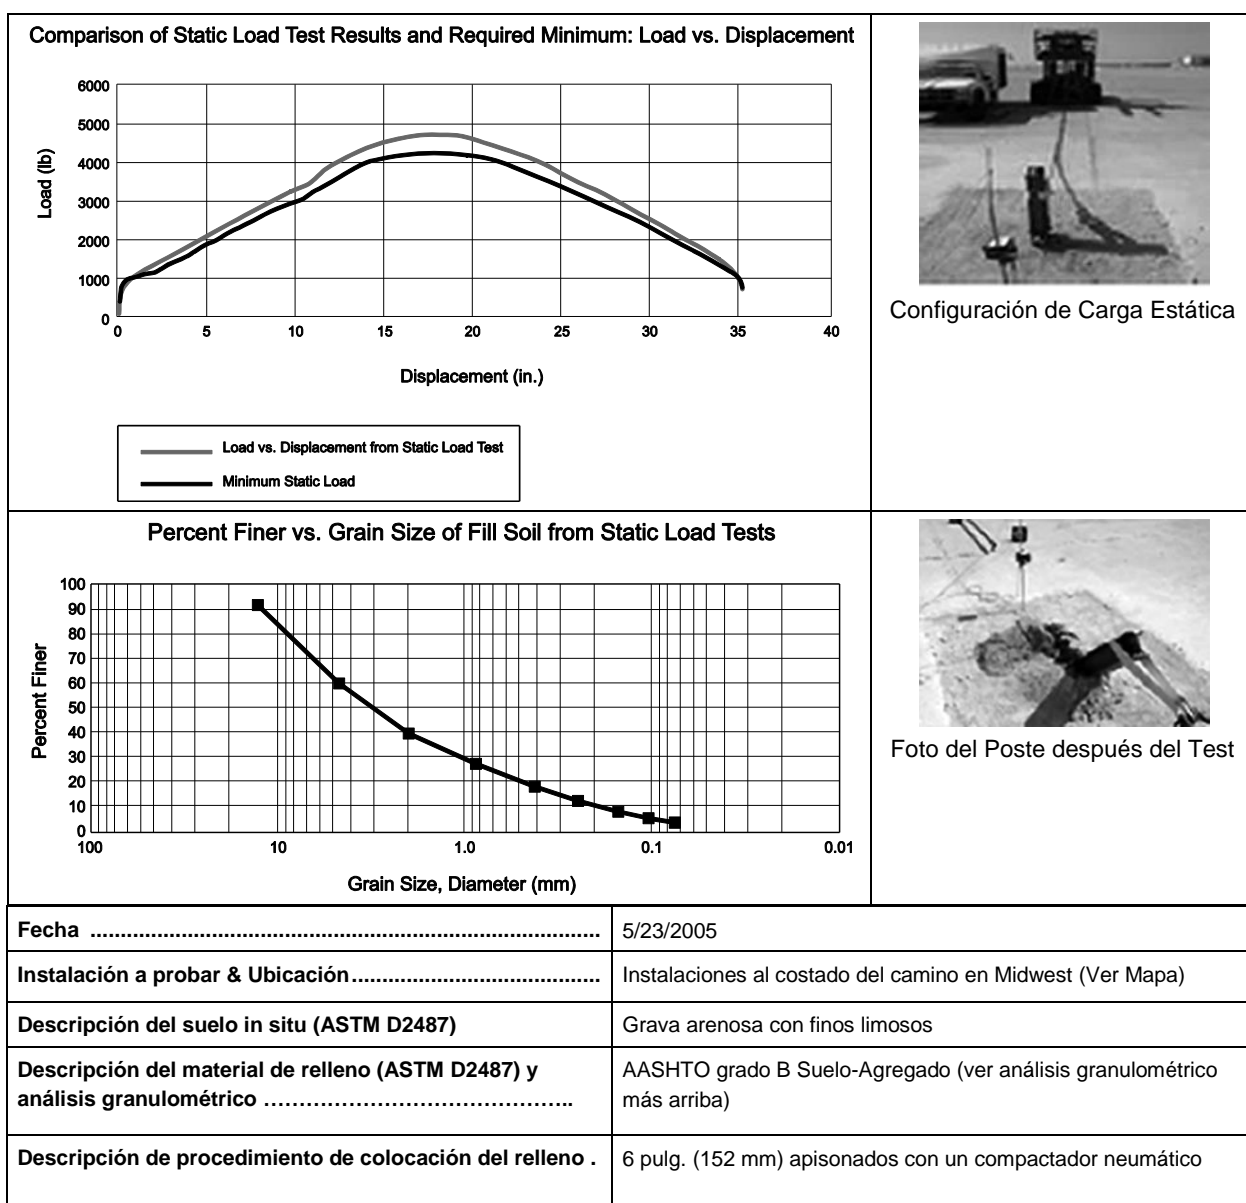 Comparison of Static Load Test Results and Required Minimum: Load vs. Displacement
6000
5000
4000
3000
2000
1000
0
Load (lb)
0 5 10 15 20 25 30 35 40
Displacement (in.)
Load vs. Displacement from Static Load Test
Minimum Static Load
Configuración de Carga Estática
Percent Finer vs. Grain Size of Fill Soil from Static Load Tests
100
90
80
70
60
50
40
30
20
10
0
Percent Finer
100 10 1.0 0.1 0.01
Grain Size, Diameter (mm)
Foto del Poste después del Test
Fecha .................................................................................... 5/23/2005
Instalación a probar & Ubicación......................................... Instalaciones al costado del camino en Midwest (Ver Mapa)
Descripción del suelo in situ (ASTM D2487) Grava arenosa con finos limosos
Descripción del material de relleno (ASTM D2487) y
análisis granulométrico ……………………………………..
AASHTO grado B Suelo-Agregado (ver análisis granulométrico
más arriba)
Descripción de procedimiento de colocación del relleno . 6 pulg. (152 mm) apisonados con un compactador neumático